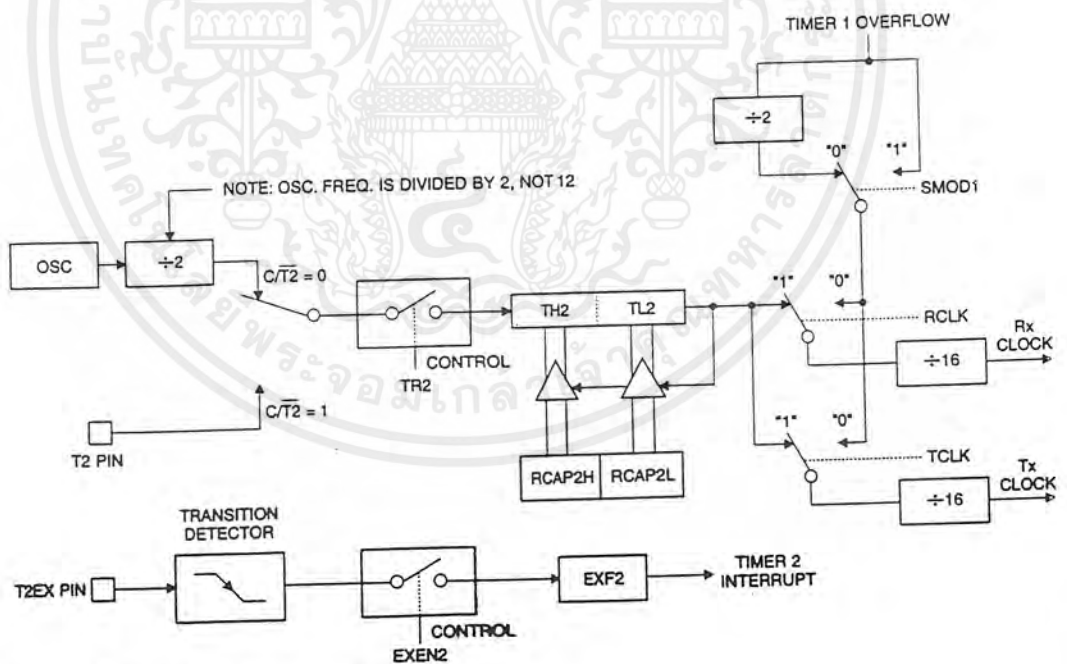 TIMER 1 OVERFLOW
÷2
"0"
"1"
SMOD1
NOTE: OSC. FREQ. IS DIVIDED BY 2, NOT 12
OSC
÷2
C/T2 = 0
TH2
TL2
"1"
"0"
RCLK
Rx
CLOCK
÷16
CONTROL
TR2
C/T2 = 1
T2 PIN
"1"
"0"
TCLK
Tx
CLOCK
÷16
RCAP2H
RCAP2L
TRANSITION
DETECTOR
T2EX PIN
EXF2
TIMER 2
INTERRUPT
CONTROL
EXEN2